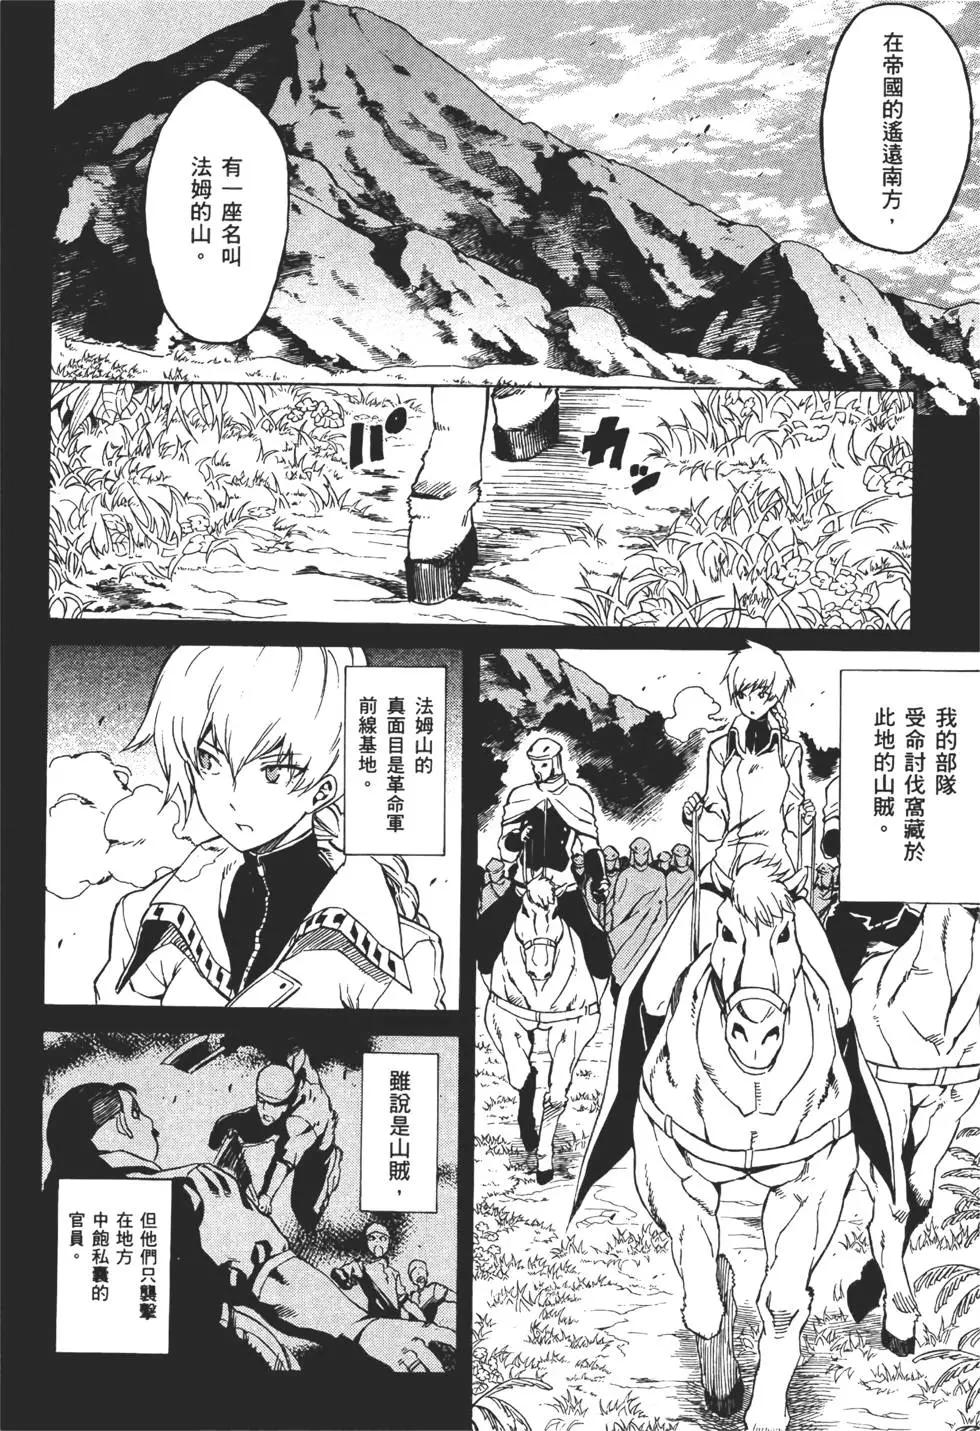 在帝國的遙遠南方，
有一座名叫
法姆的山。
カッ
パ
我的部隊
受命討伐窩藏於
此地的山賊。
法姆山的
真面目是革命軍
前線基地。
雖說是山賊，
但他們只襲擊
在地方
中飽私囊的
官員。